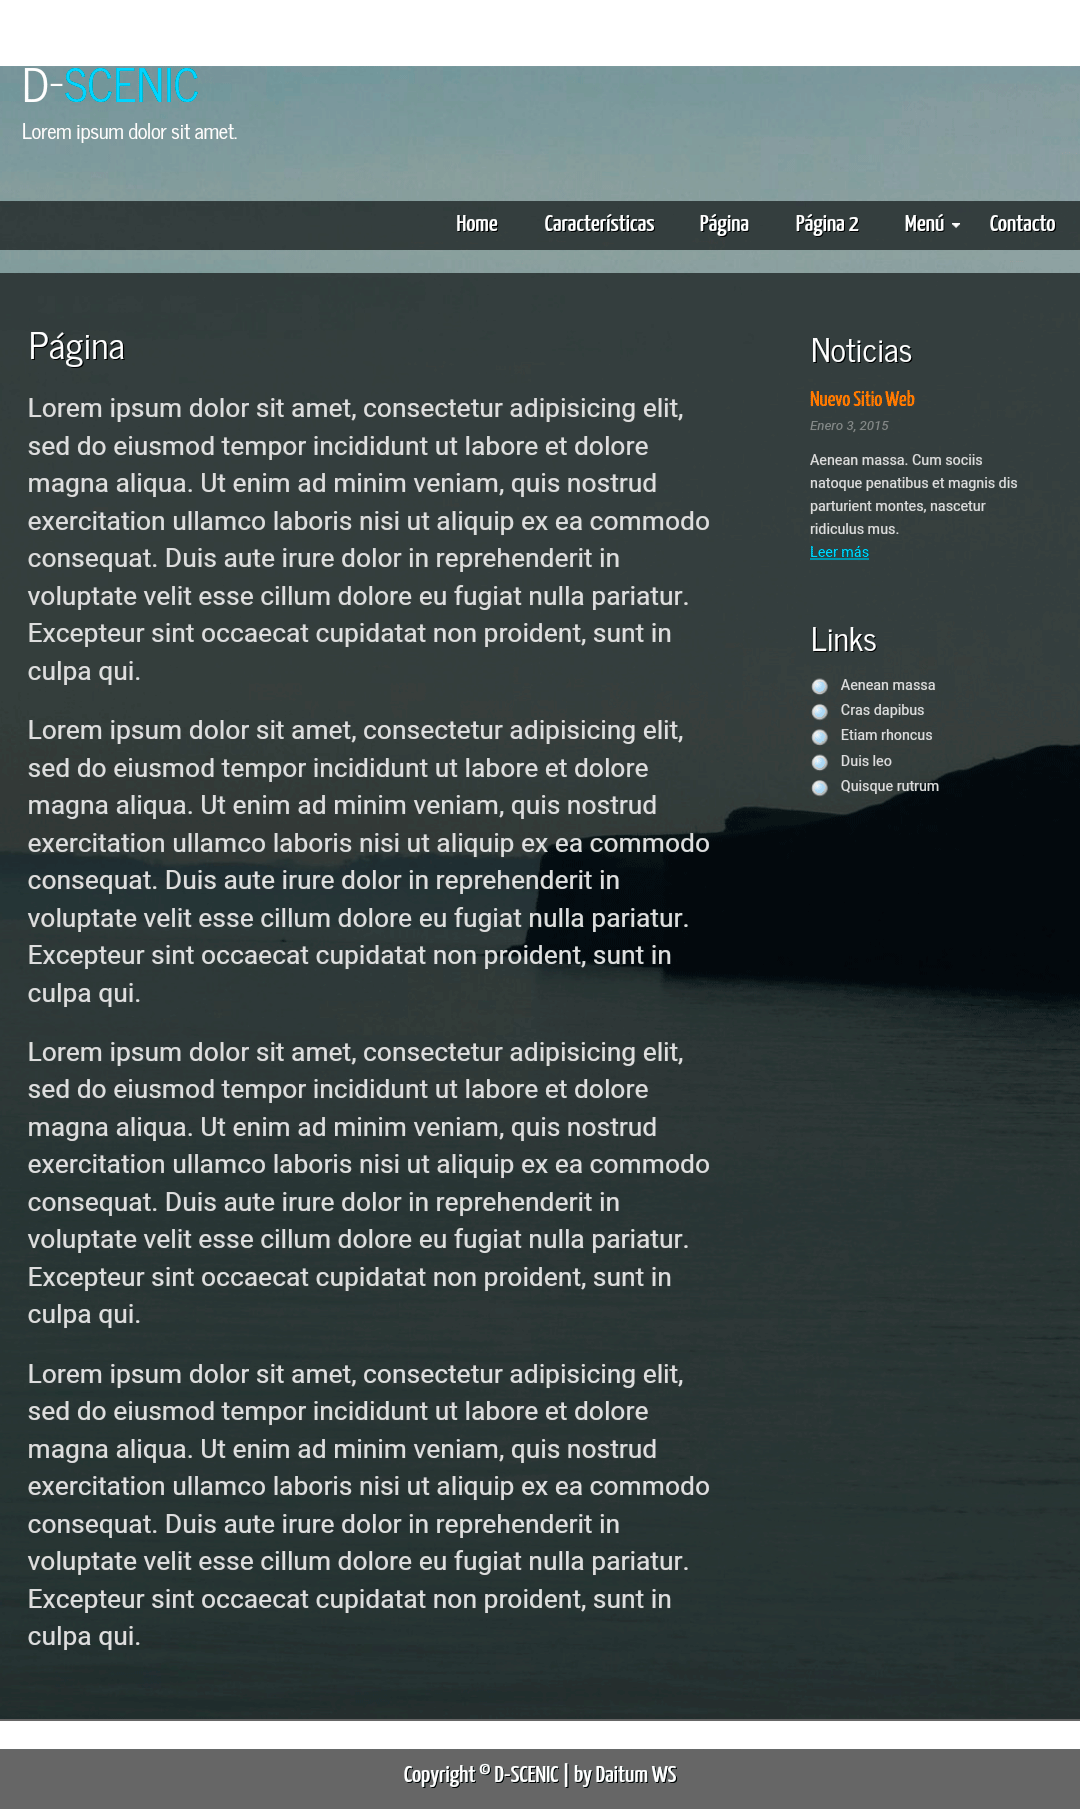 D-SCENIC
Lorem ipsum dolor sit amet.
Home Características Página Página 2 Menú Contacto
Página
Lorem ipsum dolor sit amet, consectetur adipisicing elit,
sed do eiusmod tempor incididunt ut labore et dolore
magna aliqua. Ut enim ad minim veniam, quis nostrud
exercitation ullamco laboris nisi ut aliquip ex ea commodo
consequat. Duis aute irure dolor in reprehenderit in
voluptate velit esse cillum dolore eu fugiat nulla pariatur.
Excepteur sint occaecat cupidatat non proident, sunt in
culpa qui.
Lorem ipsum dolor sit amet, consectetur adipisicing elit,
sed do eiusmod tempor incididunt ut labore et dolore
magna aliqua. Ut enim ad minim veniam, quis nostrud
exercitation ullamco laboris nisi ut aliquip ex ea commodo
consequat. Duis aute irure dolor in reprehenderit in
voluptate velit esse cillum dolore eu fugiat nulla pariatur.
Excepteur sint occaecat cupidatat non proident, sunt in
culpa qui.
Lorem ipsum dolor sit amet, consectetur adipisicing elit,
sed do eiusmod tempor incididunt ut labore et dolore
magna aliqua. Ut enim ad minim veniam, quis nostrud
exercitation ullamco laboris nisi ut aliquip ex ea commodo
consequat. Duis aute irure dolor in reprehenderit in
voluptate velit esse cillum dolore eu fugiat nulla pariatur.
Excepteur sint occaecat cupidatat non proident, sunt in
culpa qui.
Lorem ipsum dolor sit amet, consectetur adipisicing elit,
sed do eiusmod tempor incididunt ut labore et dolore
magna aliqua. Ut enim ad minim veniam, quis nostrud
exercitation ullamco laboris nisi ut aliquip ex ea commodo
consequat. Duis aute irure dolor in reprehenderit in
voluptate velit esse cillum dolore eu fugiat nulla pariatur.
Excepteur sint occaecat cupidatat non proident, sunt in
culpa qui.
Noticias
Nuevo Sitio Web
Enero 3, 2015
Aenean massa. Cum sociis
natoque penatibus et magnis dis
parturient montes, nascetur
ridiculus mus.
Leer más
Links
Aenean massa
Cras dapibus
Etiam rhoncus
Duis leo
Quisque rutrum
Copyright © D-SCENIC | by Daitum WS